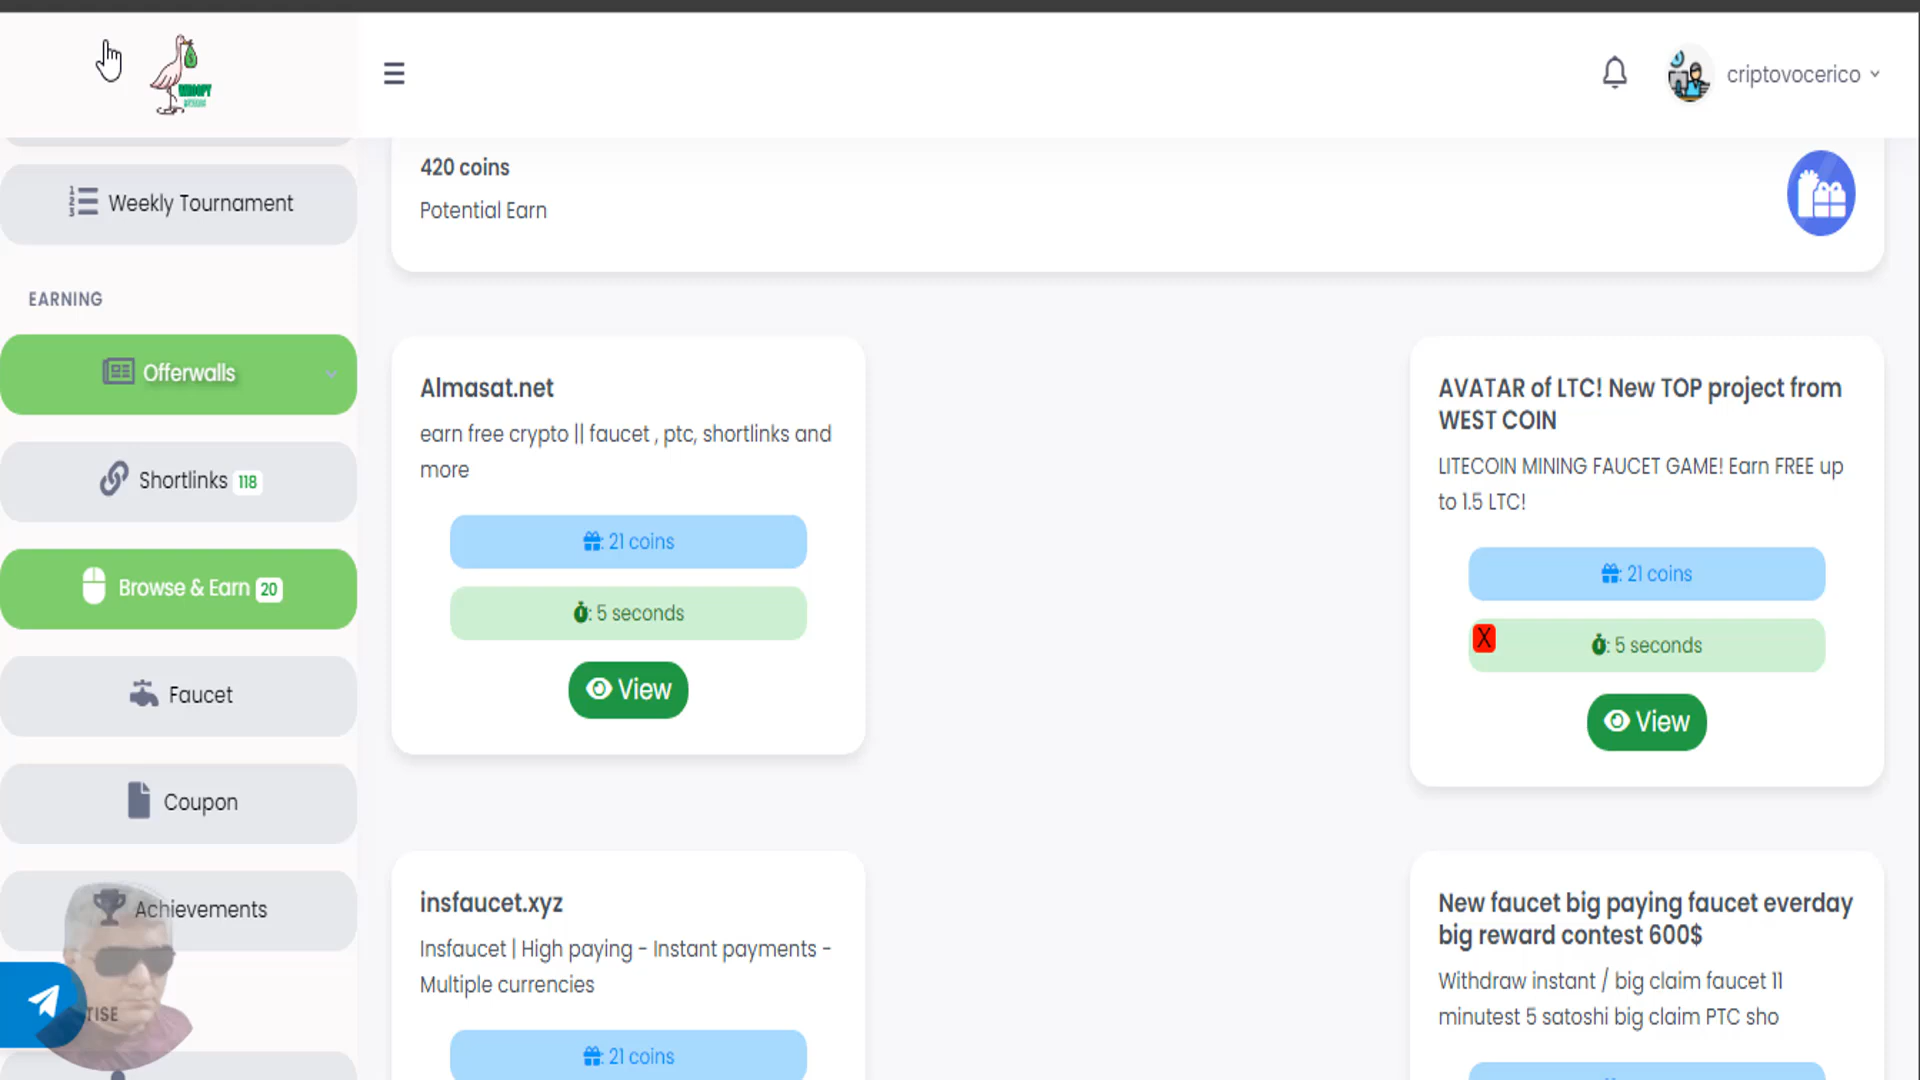 WHOOPY
criptovocerico
Weekly Tournament
EARNING
Offerwalls
Shortlinks 118
Browse & Earn 20
Faucet
Coupon
Achievements
TISE
420 coins
Potential Earn
Almasat.net
earn free crypto || faucet , ptc, shortlinks and
more
: 21 coins
: 5 seconds
View
AVATAR of LTC! New TOP project from
WEST COIN
LITECOIN MINING FAUCET GAME! Earn FREE up
to 1.5 LTC!
: 21 coins
X
: 5 seconds
View
insfaucet.xyz
Insfaucet | High paying - Instant payments -
Multiple currencies
: 21 coins
New faucet big paying faucet everday
big reward contest 600$
Withdraw instant / big claim faucet 11
minutest 5 satoshi big claim PTC sho